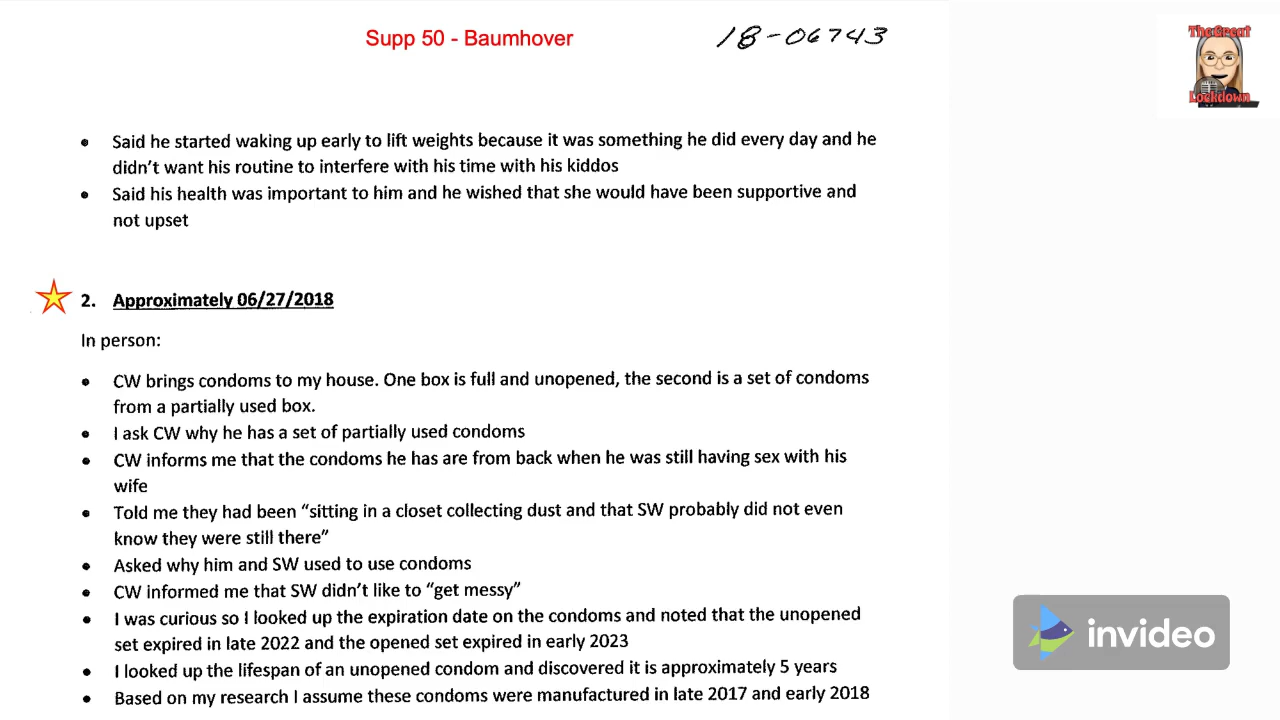 Supp 50 - Baumhover
18-06743
TheGreat
Lockdown
• Said he started waking up early to lift weights because it was something he did every day and he
didn't want his routine to interfere with his time with his kiddos
• Said his health was important to him and he wished that she would have been supportive and
not upset
2. Approximately 06/27/2018
In person:
• CW brings condoms to my house. One box is full and unopened, the second is a set of condoms
from a partially used box.
• I ask CW why he has a set of partially used condoms
• CW informs me that the condoms he has are from back when he was still having sex with his
wife
• Told me they had been “sitting in a closet collecting dust and that SW probably did not even
know they were still there”
• Asked why him and SW used to use condoms
• CW informed me that SW didn't like to “get messy”
• I was curious so I looked up the expiration date on the condoms and noted that the unopened
set expired in late 2022 and the opened set expired in early 2023
• I looked up the lifespan of an unopened condom and discovered it is approximately 5 years
• Based on my research I assume these condoms were manufactured in late 2017 and early 2018
invideo